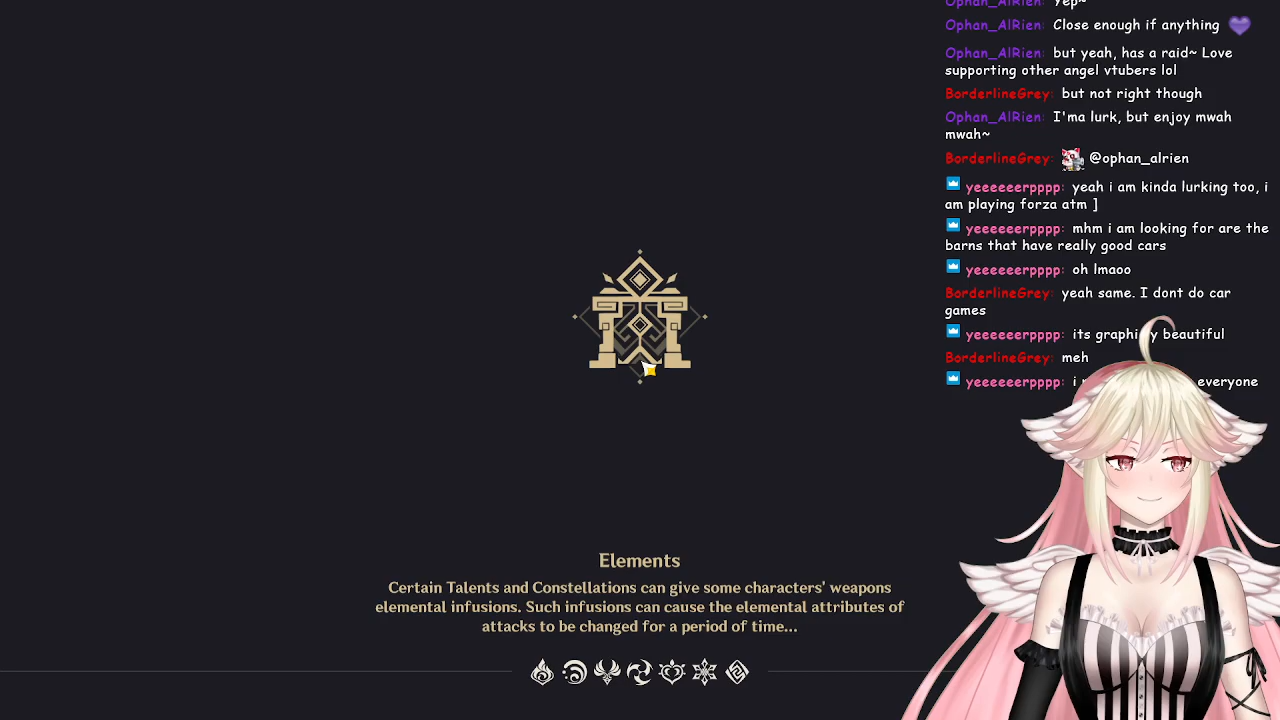 Ophan_AlRien: Yep~
Ophan_AlRien: Close enough if anything
Ophan_AlRien: but yeah, has a raid~ Love
supporting other angel vtubers lol
BorderlineGrey: but not right though
Ophan_AlRien: I'ma lurk, but enjoy mwah
mwah~
BorderlineGrey: @ophan_alrien
yeeeeeerpppp: yeah i am kinda lurking too, i
am playing forza atm ]
yeeeeeerpppp: mhm i am looking for are the
barns that have really good cars
yeeeeeerpppp: oh lmaoo
BorderlineGrey: yeah same. I dont do car
games
yeeeeeerpppp: its beautiful
BorderlineGrey: meh
yeeeeeerpppp: i everyone
Elements
Certain Talents and Constellations can give some characters' weapons
elemental infusions. Such infusions can cause the elemental attributes of
attacks to be changed for a period of time...